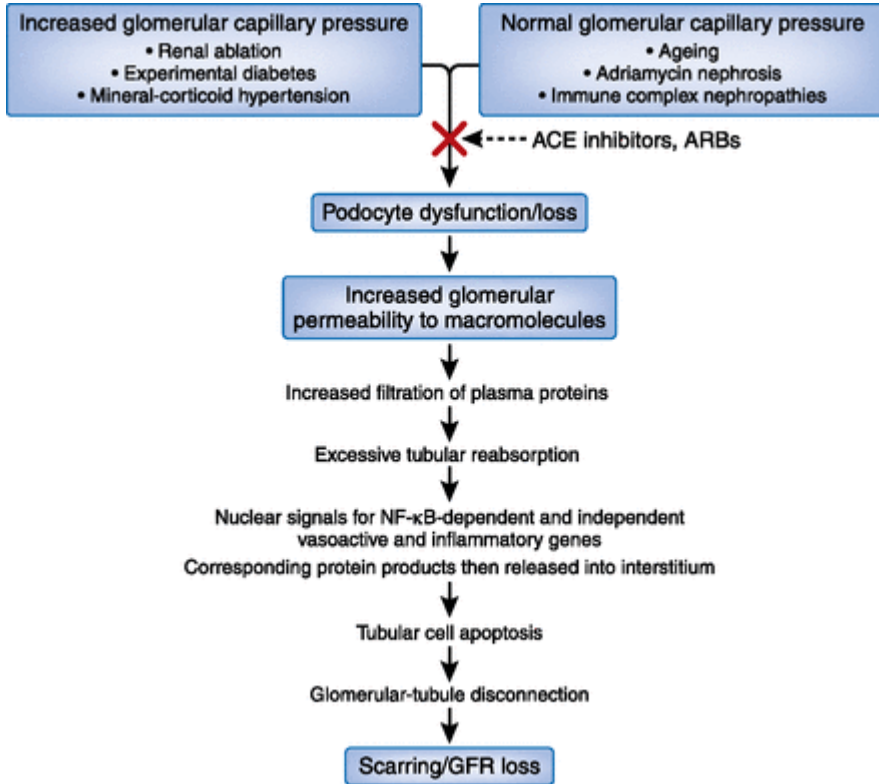 Increased glomerular capillary pressure
• Renal ablation
• Experimental diabetes
• Mineral-corticoid hypertension
Normal glomerular capillary pressure
• Ageing
• Adriamycin nephrosis
• Immune complex nephropathies
ACE inhibitors, ARBs
Podocyte dysfunction/loss
Increased glomerular
permeability to macromolecules
Increased filtration of plasma proteins
Excessive tubular reabsorption
Nuclear signals for NF-κB-dependent and independent
vasoactive and inflammatory genes
Corresponding protein products then released into interstitium
Tubular cell apoptosis
Glomerular-tubule disconnection
Scarring/GFR loss